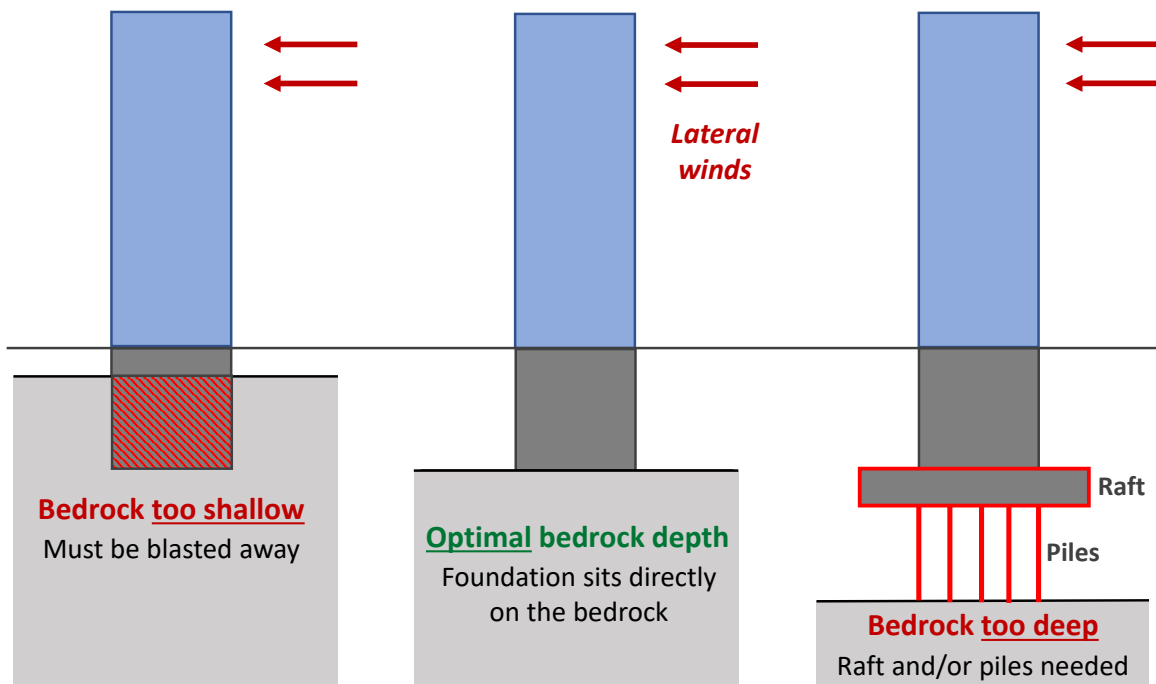 Lateral
winds
Bedrock too shallow
Must be blasted away
Optimal bedrock depth
Foundation sits directly
on the bedrock
Raft
Piles
Bedrock too deep
Raft and/or piles needed